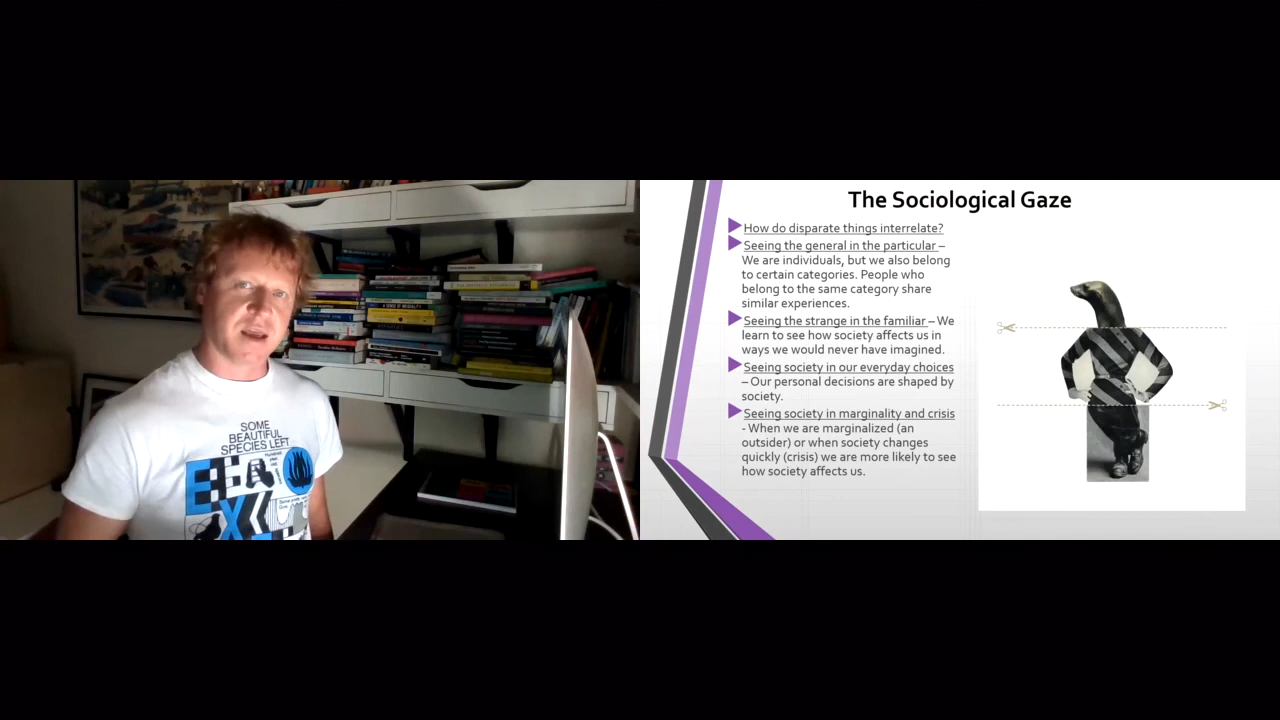 SOME
BEAUTIFUL
SPECIES LEFT
EX
The Sociological Gaze
How do disparate things interrelate?
Seeing the general in the particular –
We are individuals, but we also belong
to certain categories. People who
belong to the same category share
similar experiences.
Seeing the strange in the familiar – We
learn to see how society affects us in
ways we would never have imagined.
Seeing society in our everyday choices
– Our personal decisions are shaped by
society.
Seeing society in marginality and crisis
- When we are marginalized (an
outsider) or when society changes
quickly (crisis) we are more likely to see
how society affects us.